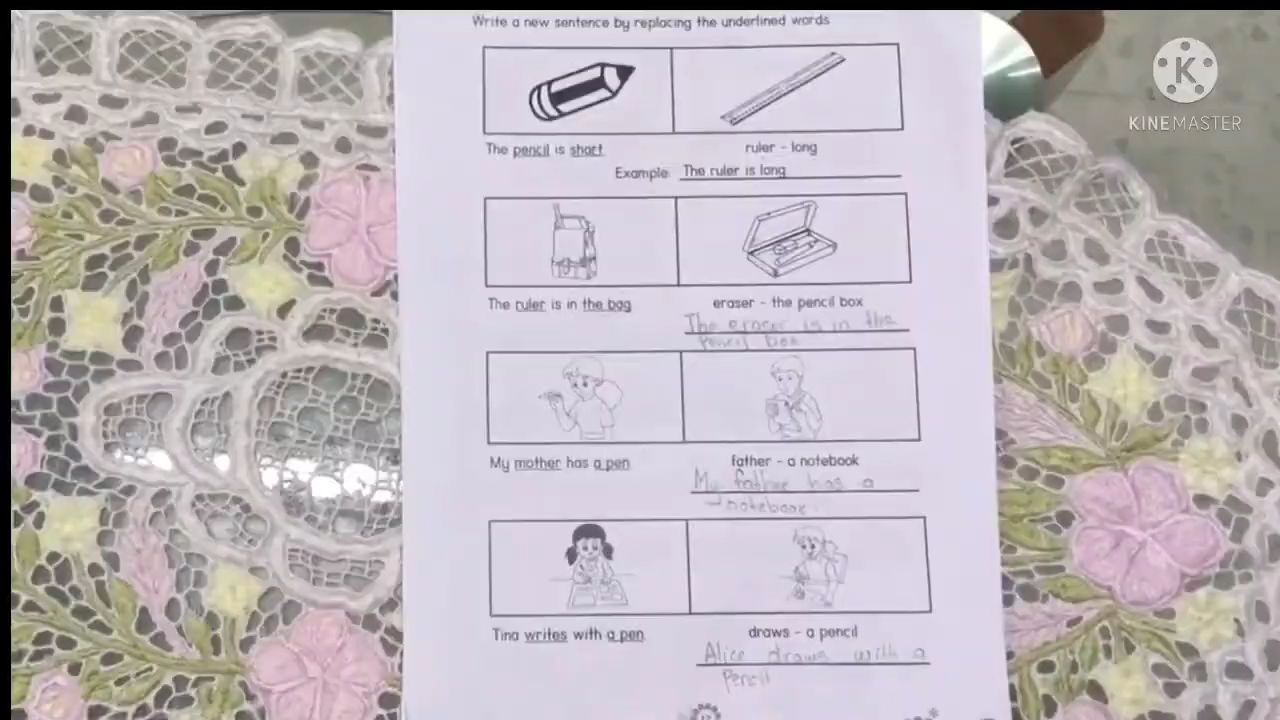 Write a new sentence by replacing the underlined words
The pencil is short
ruler - long
Example: The ruler is long
The ruler is in the bag
eraser - the pencil box
The eraser is in the
pencil box
My mother has a pen
father - a notebook
My father has a
notebook
Tina writes with a pen
draws - a pencil
Alice draws with a
pencil
K
KINEMASTER